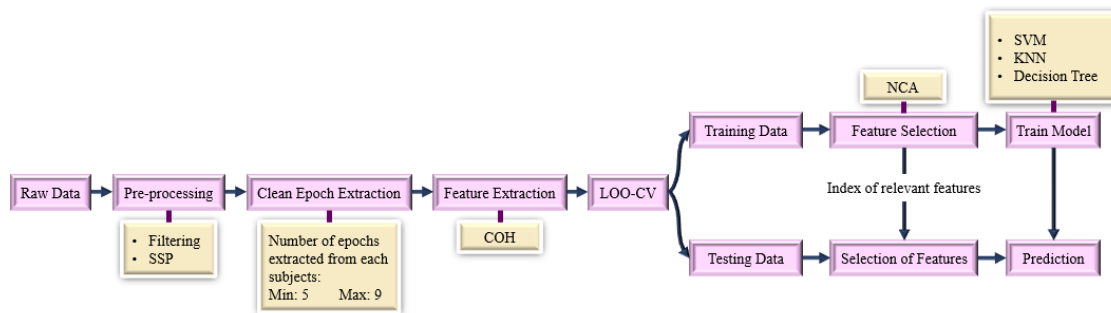 Raw Data
Pre-processing
• Filtering
• SSP
Clean Epoch Extraction
Number of epochs
extracted from each
subjects:
Min: 5 Max: 9
Feature Extraction
COH
LOO-CV
Training Data
NCA
Feature Selection
• SVM
• KNN
• Decision Tree
Train Model
Index of relevant features
Testing Data
Selection of Features
Prediction